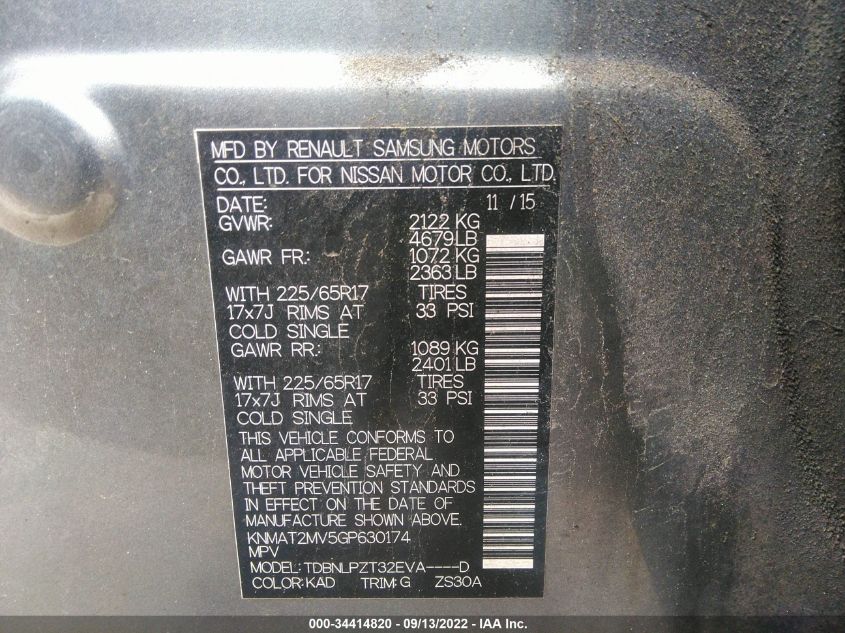 MFD BY RENAULT SAMSUNG MOTORS
CO., LTD. FOR NISSAN MOTOR CO., LTD.
DATE: 11 / 15
GVWR: 2122 KG
4679 LB
GAWR FR: 1072 KG
2363 LB
WITH 225/65R17 TIRES
17x7J RIMS AT 33 PSI
COLD SINGLE
GAWR RR: 1089 KG
2401 LB
WITH 225/65R17 TIRES
17x7J RIMS AT 33 PSI
COLD SINGLE
THIS VEHICLE CONFORMS TO
ALL APPLICABLE FEDERAL
MOTOR VEHICLE SAFETY AND
THEFT PREVENTION STANDARDS
IN EFFECT ON THE DATE OF
MANUFACTURE SHOWN ABOVE.
KNMAT2MV5GP630174
MPV
MODEL: TDBNLPZT32EVA----D
COLOR: KAD TRIM: G ZS30A
000-34414820 - 09/13/2022 - IAA Inc.